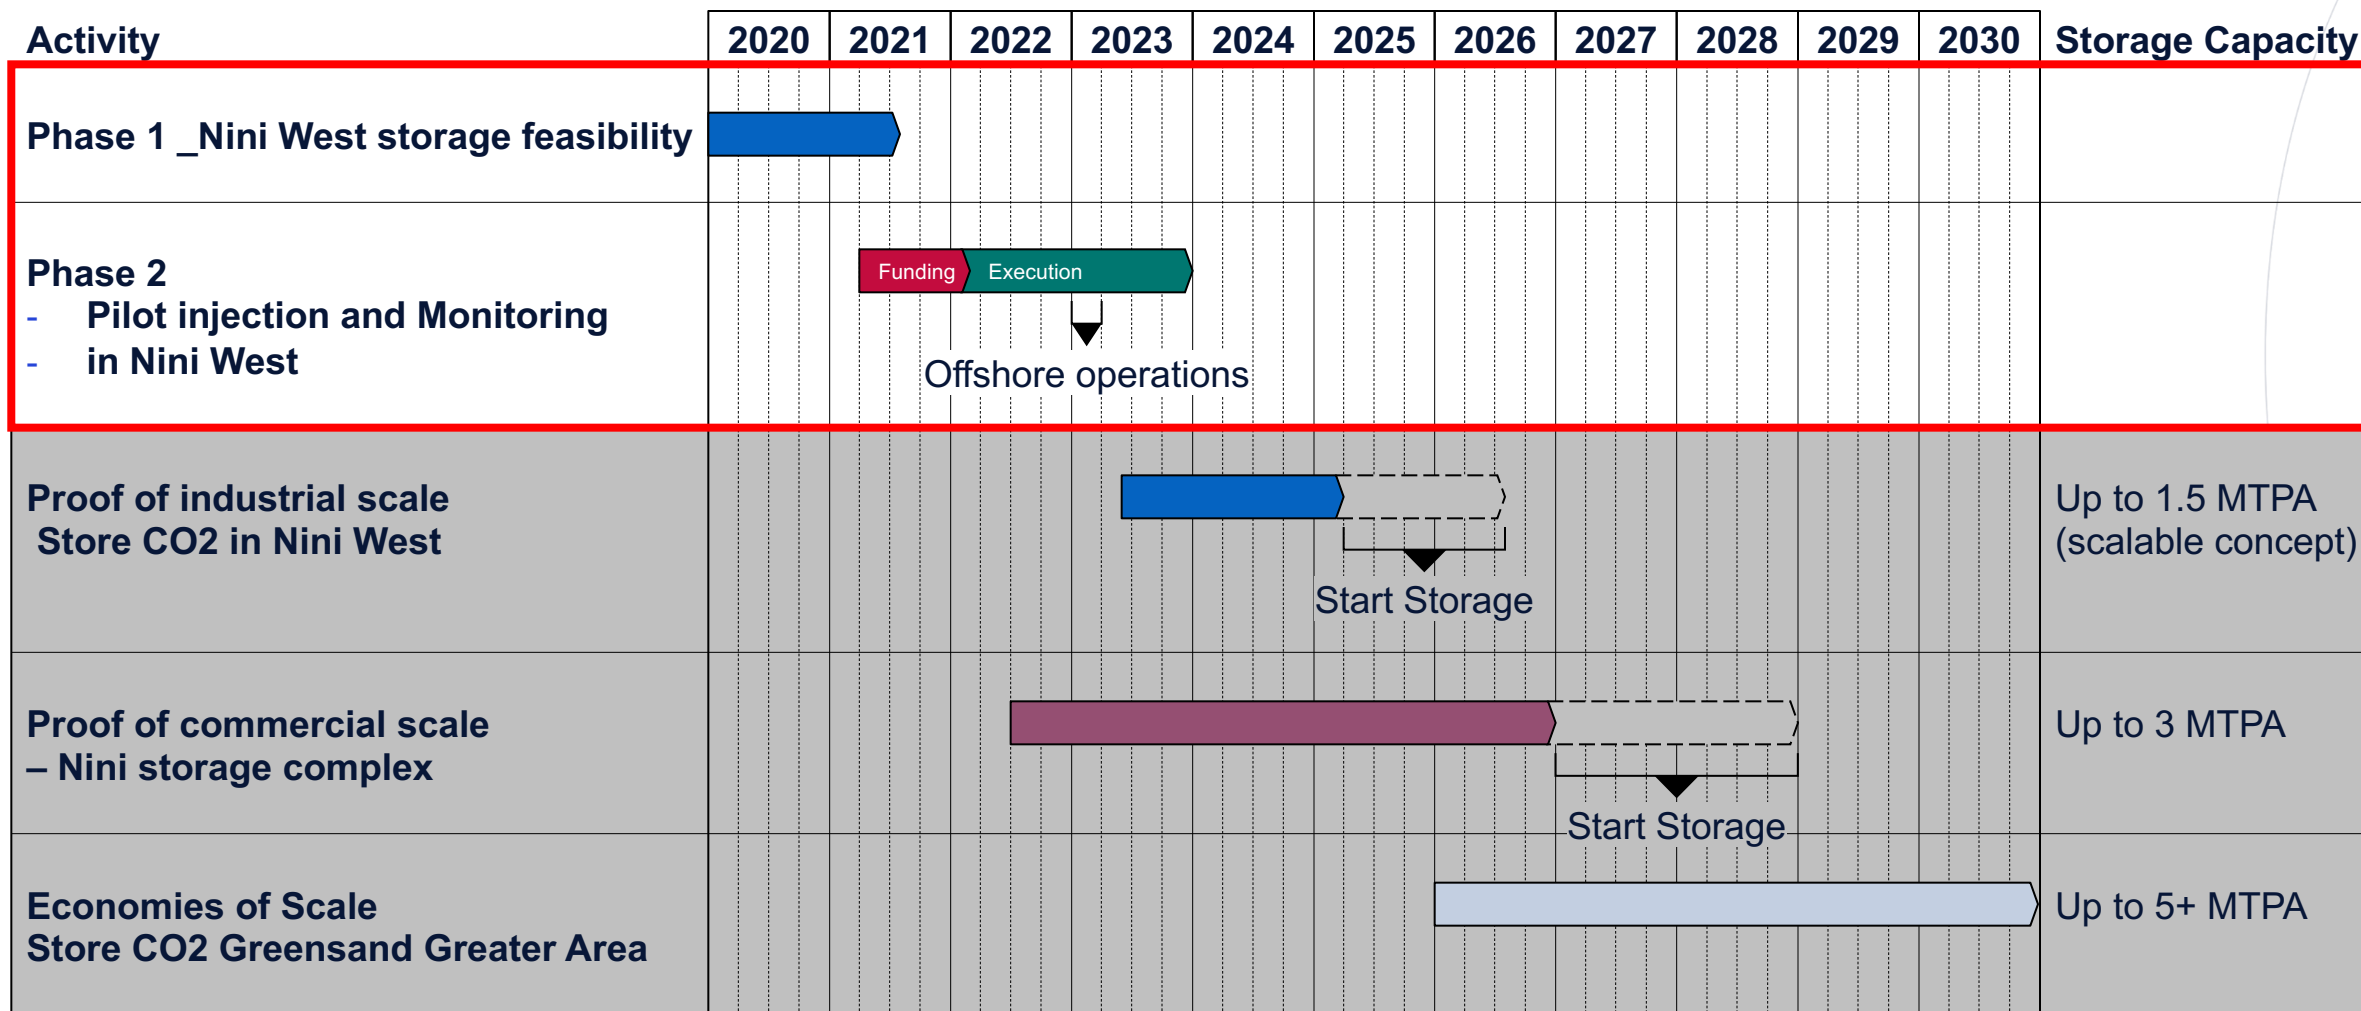 Activity 2020 2021 2022 2023 2024 2025 2026 2027 2028 2029 2030 Storage Capacity
Phase 1 _Nini West storage feasibility
Phase 2
- Pilot injection and Monitoring
- in Nini West
Funding Execution
Offshore operations
Proof of industrial scale
Store CO2 in Nini West
Start Storage
Up to 1.5 MTPA
(scalable concept)
Proof of commercial scale
– Nini storage complex
Start Storage
Up to 3 MTPA
Economies of Scale
Store CO2 Greensand Greater Area
Up to 5+ MTPA